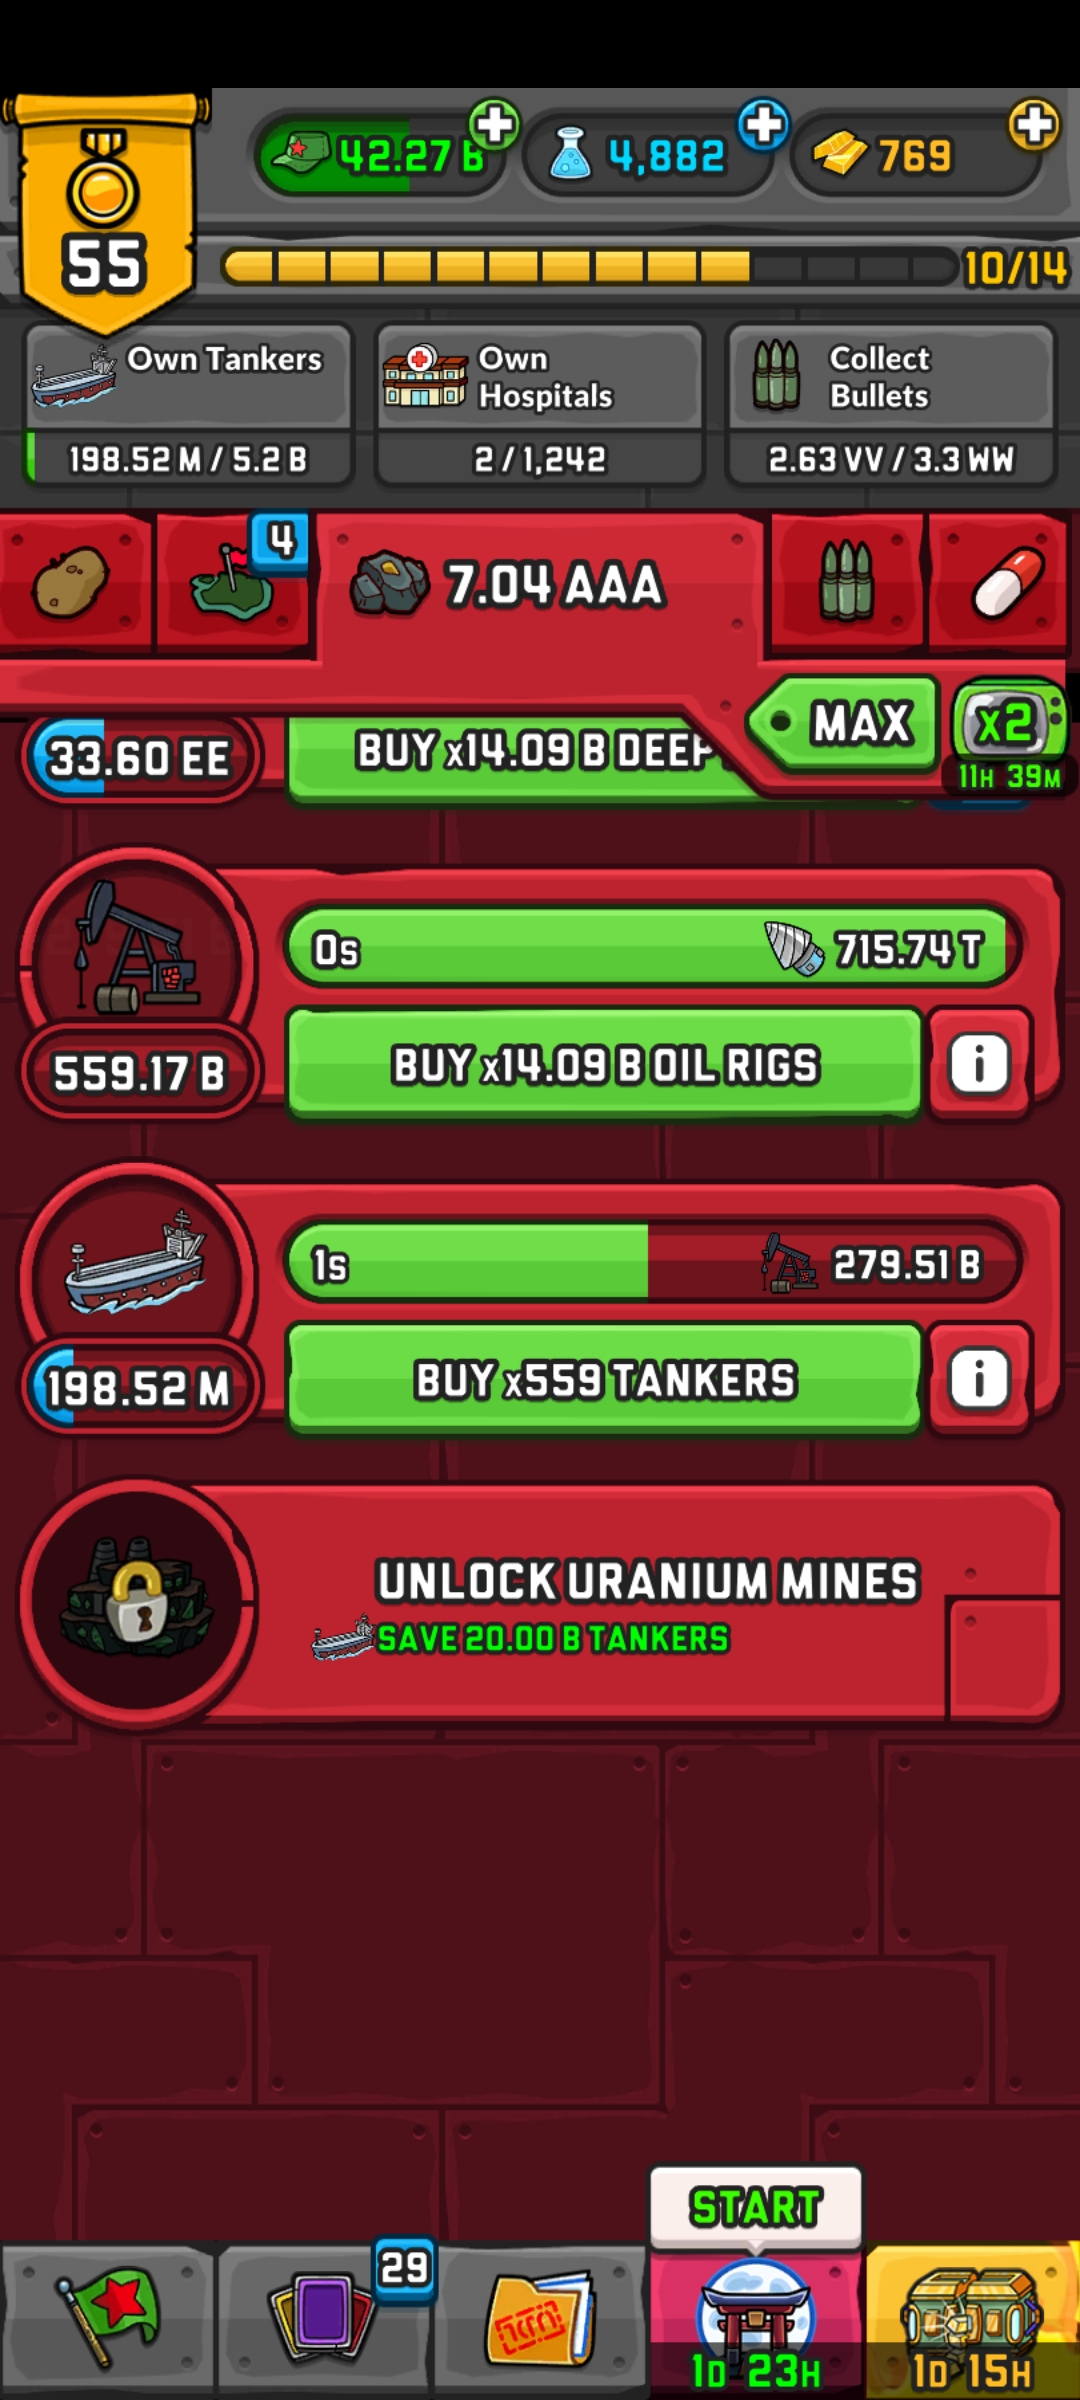 42.27 B
4,882
769
55
10/14
Own Tankers
198.52 M / 5.2 B
Own
Hospitals
2 / 1,242
Collect
Bullets
2.63 VV / 3.3 WW
4
7.04 AAA
MAX
x2
11H 39M
33.60 EE
BUY x14.09 B DEEP
0s
715.74 T
559.17 B
BUY x14.09 B OIL RIGS
i
1s
279.51 B
198.52 M
BUY x559 TANKERS
i
UNLOCK URANIUM MINES
SAVE 20.00 B TANKERS
START
29
1D 23H
1D 15H